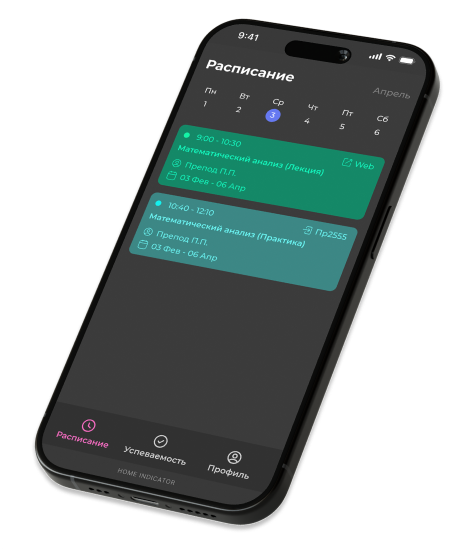 9:41
Расписание
Апрель
Пн Вт Ср Чт Пт Сб
1 2 3 4 5 6
9:00 - 10:30
Web
Математический анализ (Лекция)
Препод П.П.
03 Фев - 06 Апр
10:40 - 12:10
Пр2555
Математический анализ (Практика)
Препод П.П.
03 Фев - 06 Апр
Расписание Успеваемость Профиль
HOME INDICATOR